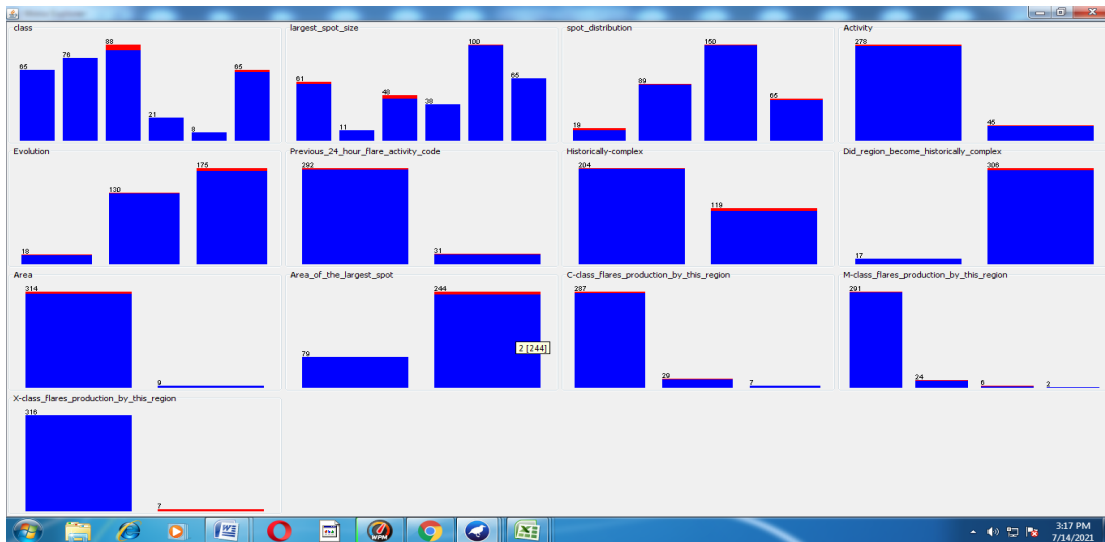 class
largest_spot_size
spot_distribution
Activity
65
76
88
21
8
65
61
11
48
38
100
65
19
89
150
65
278
45
Evolution
Previous_24_hour_flare_activity_code
Historically-complex
Did_region_become_historically_complex
18
130
175
292
31
204
119
17
306
Area
Area_of_the_largest_spot
C-class_flares_production_by_this_region
M-class_flares_production_by_this_region
314
9
79
244
2 [244]
287
29
7
291
24
6
2
X-class_flares_production_by_this_region
316
7
WPM
3:17 PM
7/14/2021